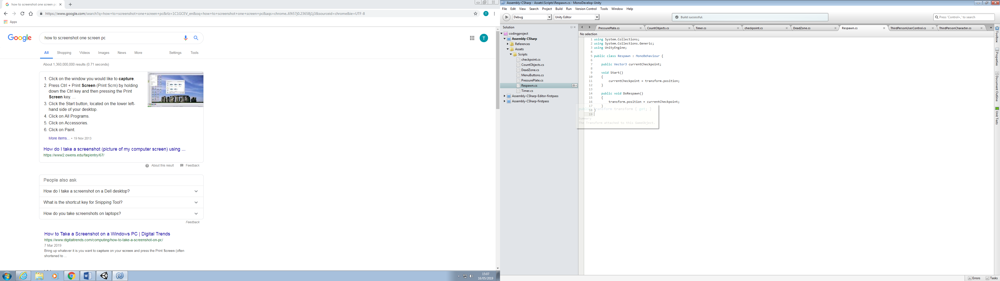 how to screenshot one screen pc
https://www.google.com/search?q=how+to+screenshot+one+screen+pc&rlz=1C1GCEV_en&oq=how+to+screenshot+one+screen+pc&aqs=chrome..69i57j0.23658j1j3&sourceid=chrome&ie=UTF-8
T
Apps
Google
how to screenshot one screen pc
T
All Shopping Videos Images News More Settings Tools
About 1,360,000,000 results (0.71 seconds)
1. Click on the window you would like to capture.
2. Press Ctrl + Print Screen (Print Scrn) by holding
down the Ctrl key and then pressing the Print
Screen key. ...
3. Click the Start button, located on the lower left-
hand side of your desktop.
4. Click on All Programs.
5. Click on Accessories.
6. Click on Paint.
More items... • 19 Nov 2013
How do I take a screenshot (picture of my computer screen) using ...
https://www2.owens.edu/faq/entry/67/
About this result Feedback
People also ask
How do I take a screenshot on a Dell desktop?
What is the shortcut key for Snipping Tool?
How do you take screenshots on laptops?
Feedback
How to Take a Screenshot on a Windows PC | Digital Trends
https://www.digitaltrends.com/computing/how-to-take-a-screenshot-on-pc/
7 Mar 2019
Bring up whatever it is you want to capture on your screen and press the Print Screen (often
shortened to ...
15:07
16/05/2019
Assembly-CSharp - Assets\Scripts\Respawn.cs - MonoDevelop-Unity
File Edit View Search Project Build Run Version Control Tools Window Help
Debug Unity Editor Build successful. Press 'Control+,' to search
Solution
codingproject
Assembly-CSharp
References
Assets
Scripts
checkpoint.cs
CountObjects.cs
DeadZone.cs
MenuButtons.cs
PressurePlate.cs
Respawn.cs
Timer.cs
Assembly-CSharp-Editor-firstpass
Assembly-CSharp-firstpass
PressurePlate.cs CountObjects.cs Timer.cs checkpoint.cs DeadZone.cs Respawn.cs ThirdPersonUserControl.cs ThirdPersonCharacter.cs
No selection
1 using System.Collections;
2 using System.Collections.Generic;
3 using UnityEngine;
4
5 public class Respawn : MonoBehaviour {
6
7 public Vector3 currentCheckpoint;
8
9 void Start()
10 {
11 currentCheckpoint = transform.position;
12 }
13
14 public void DoRespawn()
15 {
16 transform.position = currentCheckpoint;
17 }
18 }
19
public Transform transform { get; }
Summary
The Transform attached to this GameObject.
Toolbox
Properties
Document Outline
Unit Tests
Errors Tasks